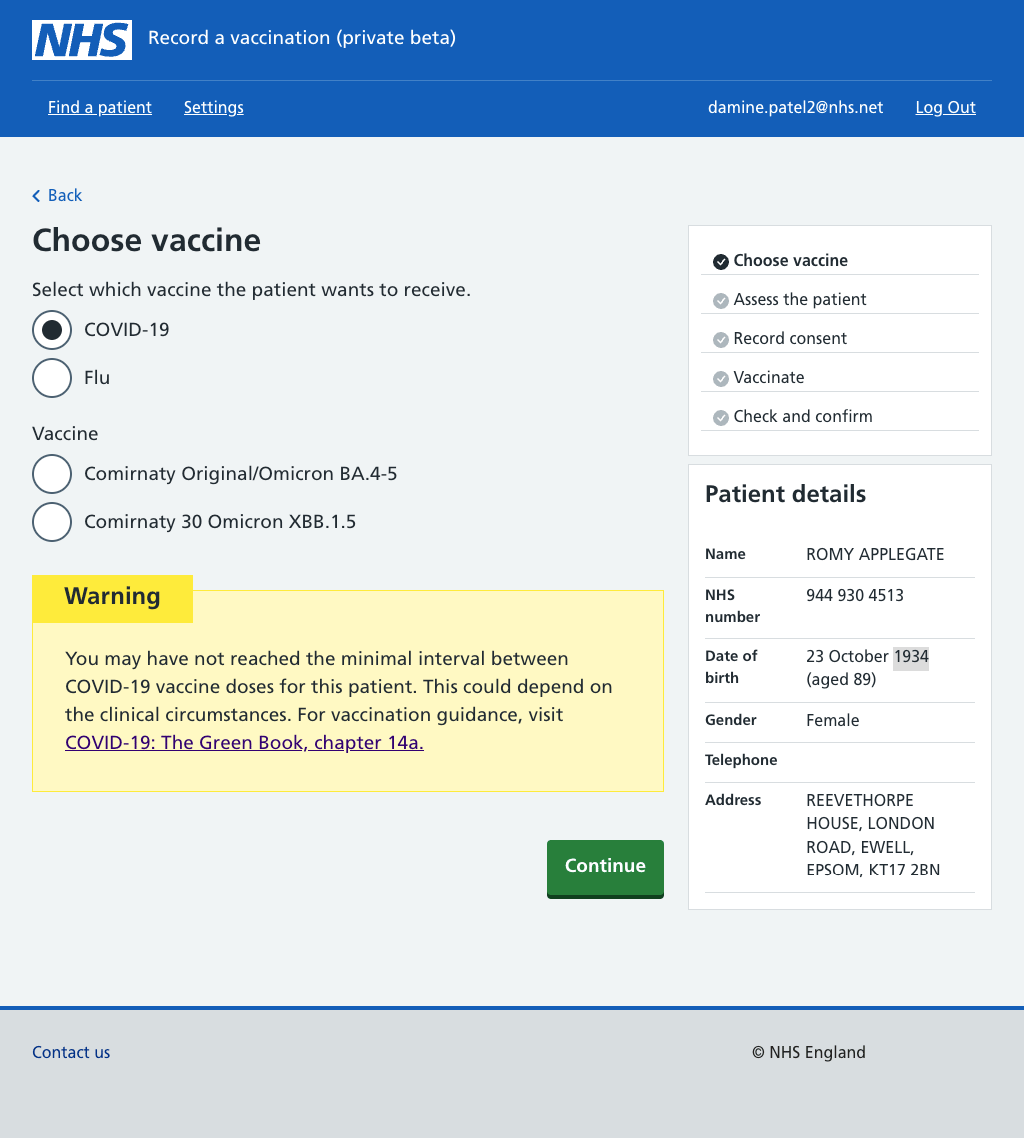 NHS Record a vaccination (private beta)
Find a patient Settings damine.patel2@nhs.net Log Out
Back
Choose vaccine
Select which vaccine the patient wants to receive.
COVID-19
Flu
Vaccine
Comirnaty Original/Omicron BA.4-5
Comirnaty 30 Omicron XBB.1.5
Warning
You may have not reached the minimal interval between
COVID-19 vaccine doses for this patient. This could depend on
the clinical circumstances. For vaccination guidance, visit
COVID-19: The Green Book, chapter 14a.
Continue
Choose vaccine
Assess the patient
Record consent
Vaccinate
Check and confirm
Patient details
Name ROMY APPLEGATE
NHS number 944 930 4513
Date of birth 23 October 1934
(aged 89)
Gender Female
Telephone
Address REEVETHORPE
HOUSE, LONDON
ROAD, EWELL,
EPSOM, KT17 2BN
Contact us © NHS England